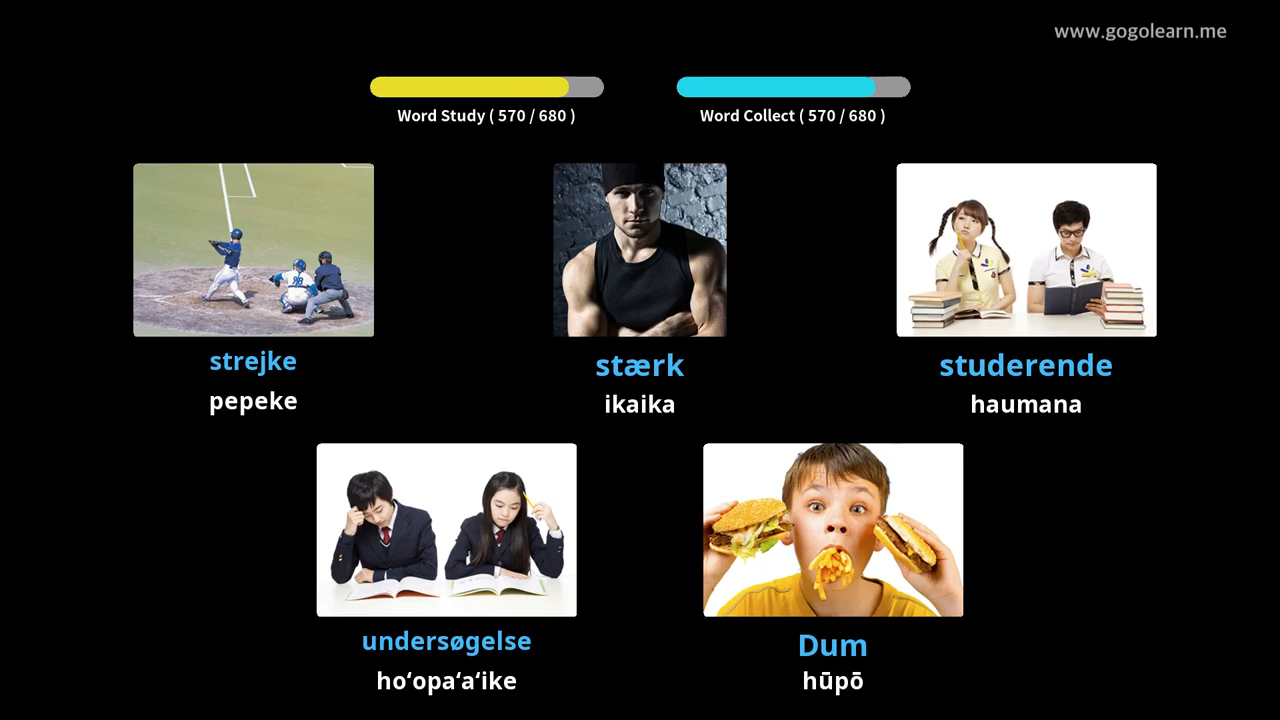 www.gogolearn.me
Word Study ( 570 / 680 )
Word Collect ( 570 / 680 )
strejke
pepeke
stærk
ikaika
studerende
haumana
undersøgelse
hoʻopaʻaʻike
Dum
hūpō